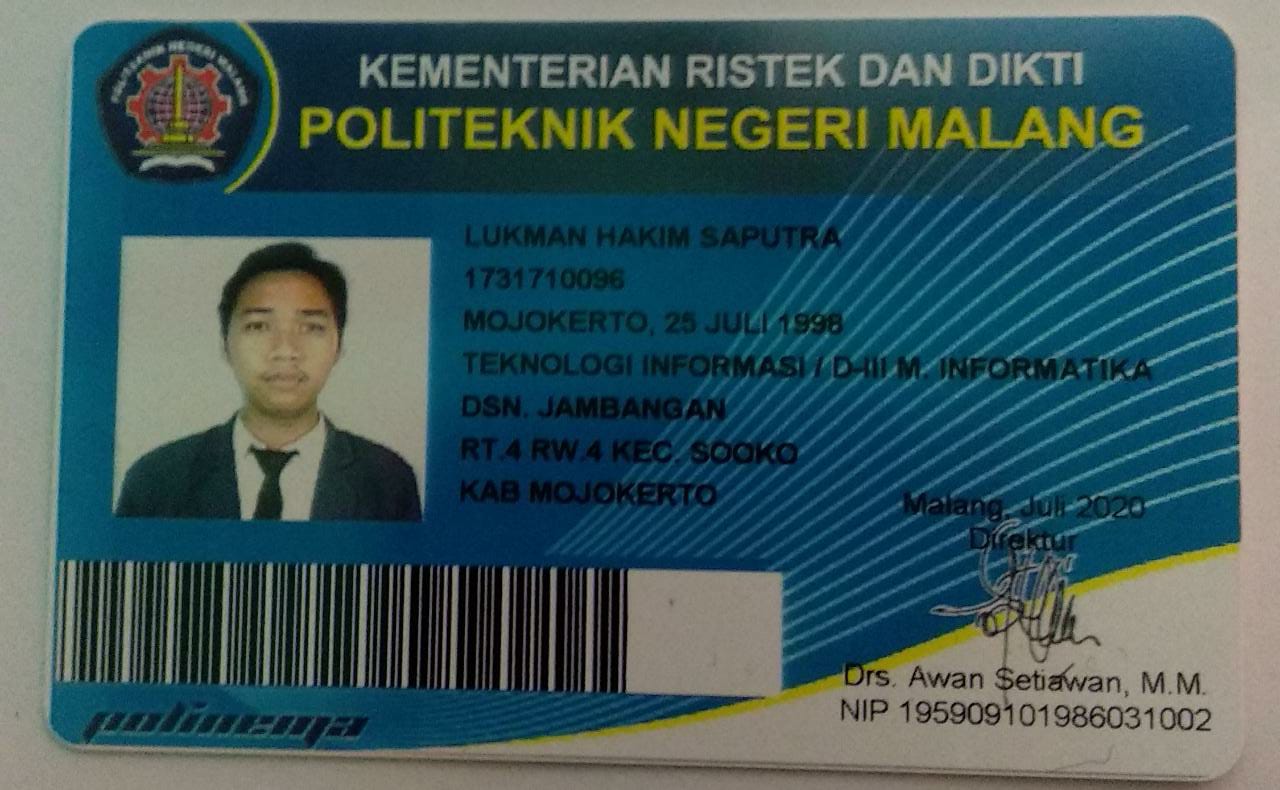 POLITEKNIK NEGERI MALANG
KEMENTERIAN RISTEK DAN DIKTI
POLITEKNIK NEGERI MALANG
LUKMAN HAKIM SAPUTRA
1731710096
MOJOKERTO, 25 JULI 1998
TEKNOLOGI INFORMASI / D-III M. INFORMATIKA
DSN. JAMBANGAN
RT.4 RW.4 KEC. SOOKO
KAB MOJOKERTO
Malang, Juli 2020
Direktur
Drs. Awan Setiawan, M.M.
NIP 195909101986031002
polinema